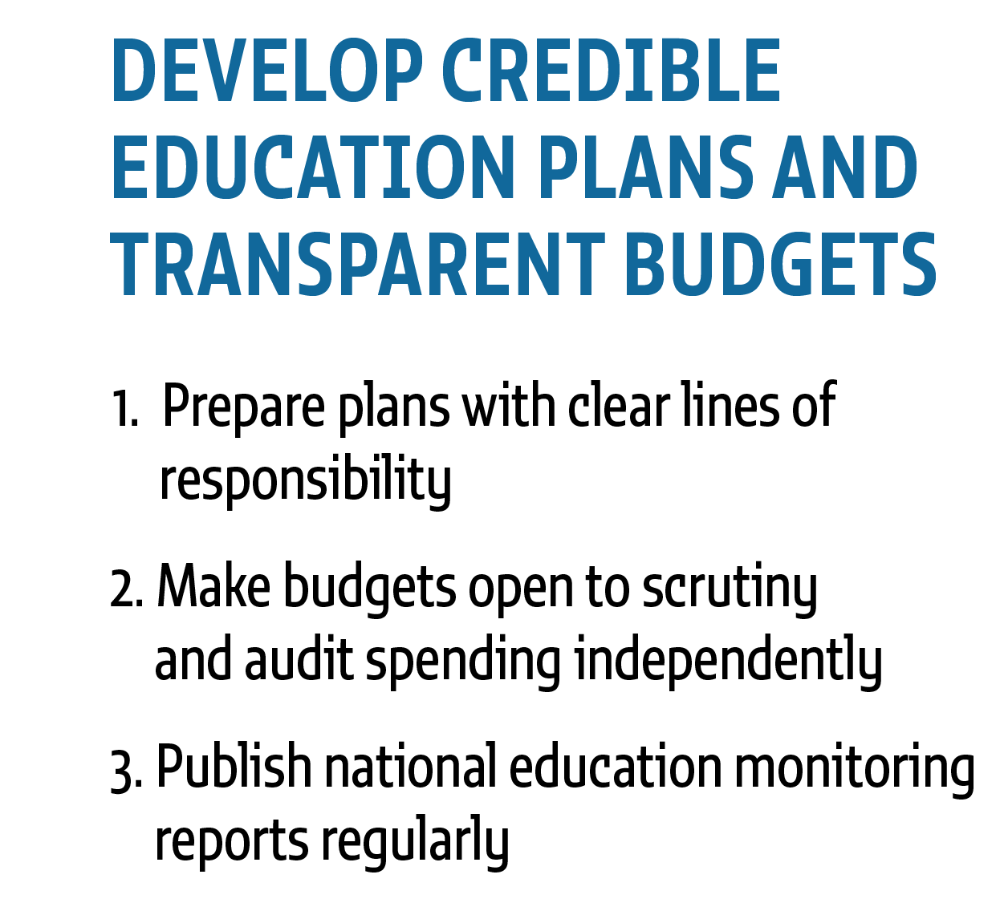 DEVELOP CREDIBLE
EDUCATION PLANS AND
TRANSPARENT BUDGETS
1. Prepare plans with clear lines of
responsibility
2. Make budgets open to scrutiny
and audit spending independently
3. Publish national education monitoring
reports regularly